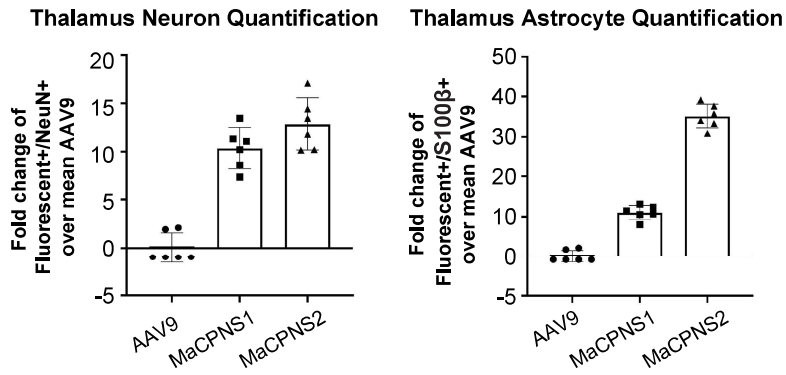 Thalamus Neuron Quantification
Fold change of
Fluorescent+/NeuN+
over mean AAV9
20
15
10
5
0
-5
AAV9
MaCPNS1
MaCPNS2
Thalamus Astrocyte Quantification
Fold change of
Fluorescent+/S100β+
over mean AAV9
50
40
30
20
10
0
-5
AAV9
MaCPNS1
MaCPNS2